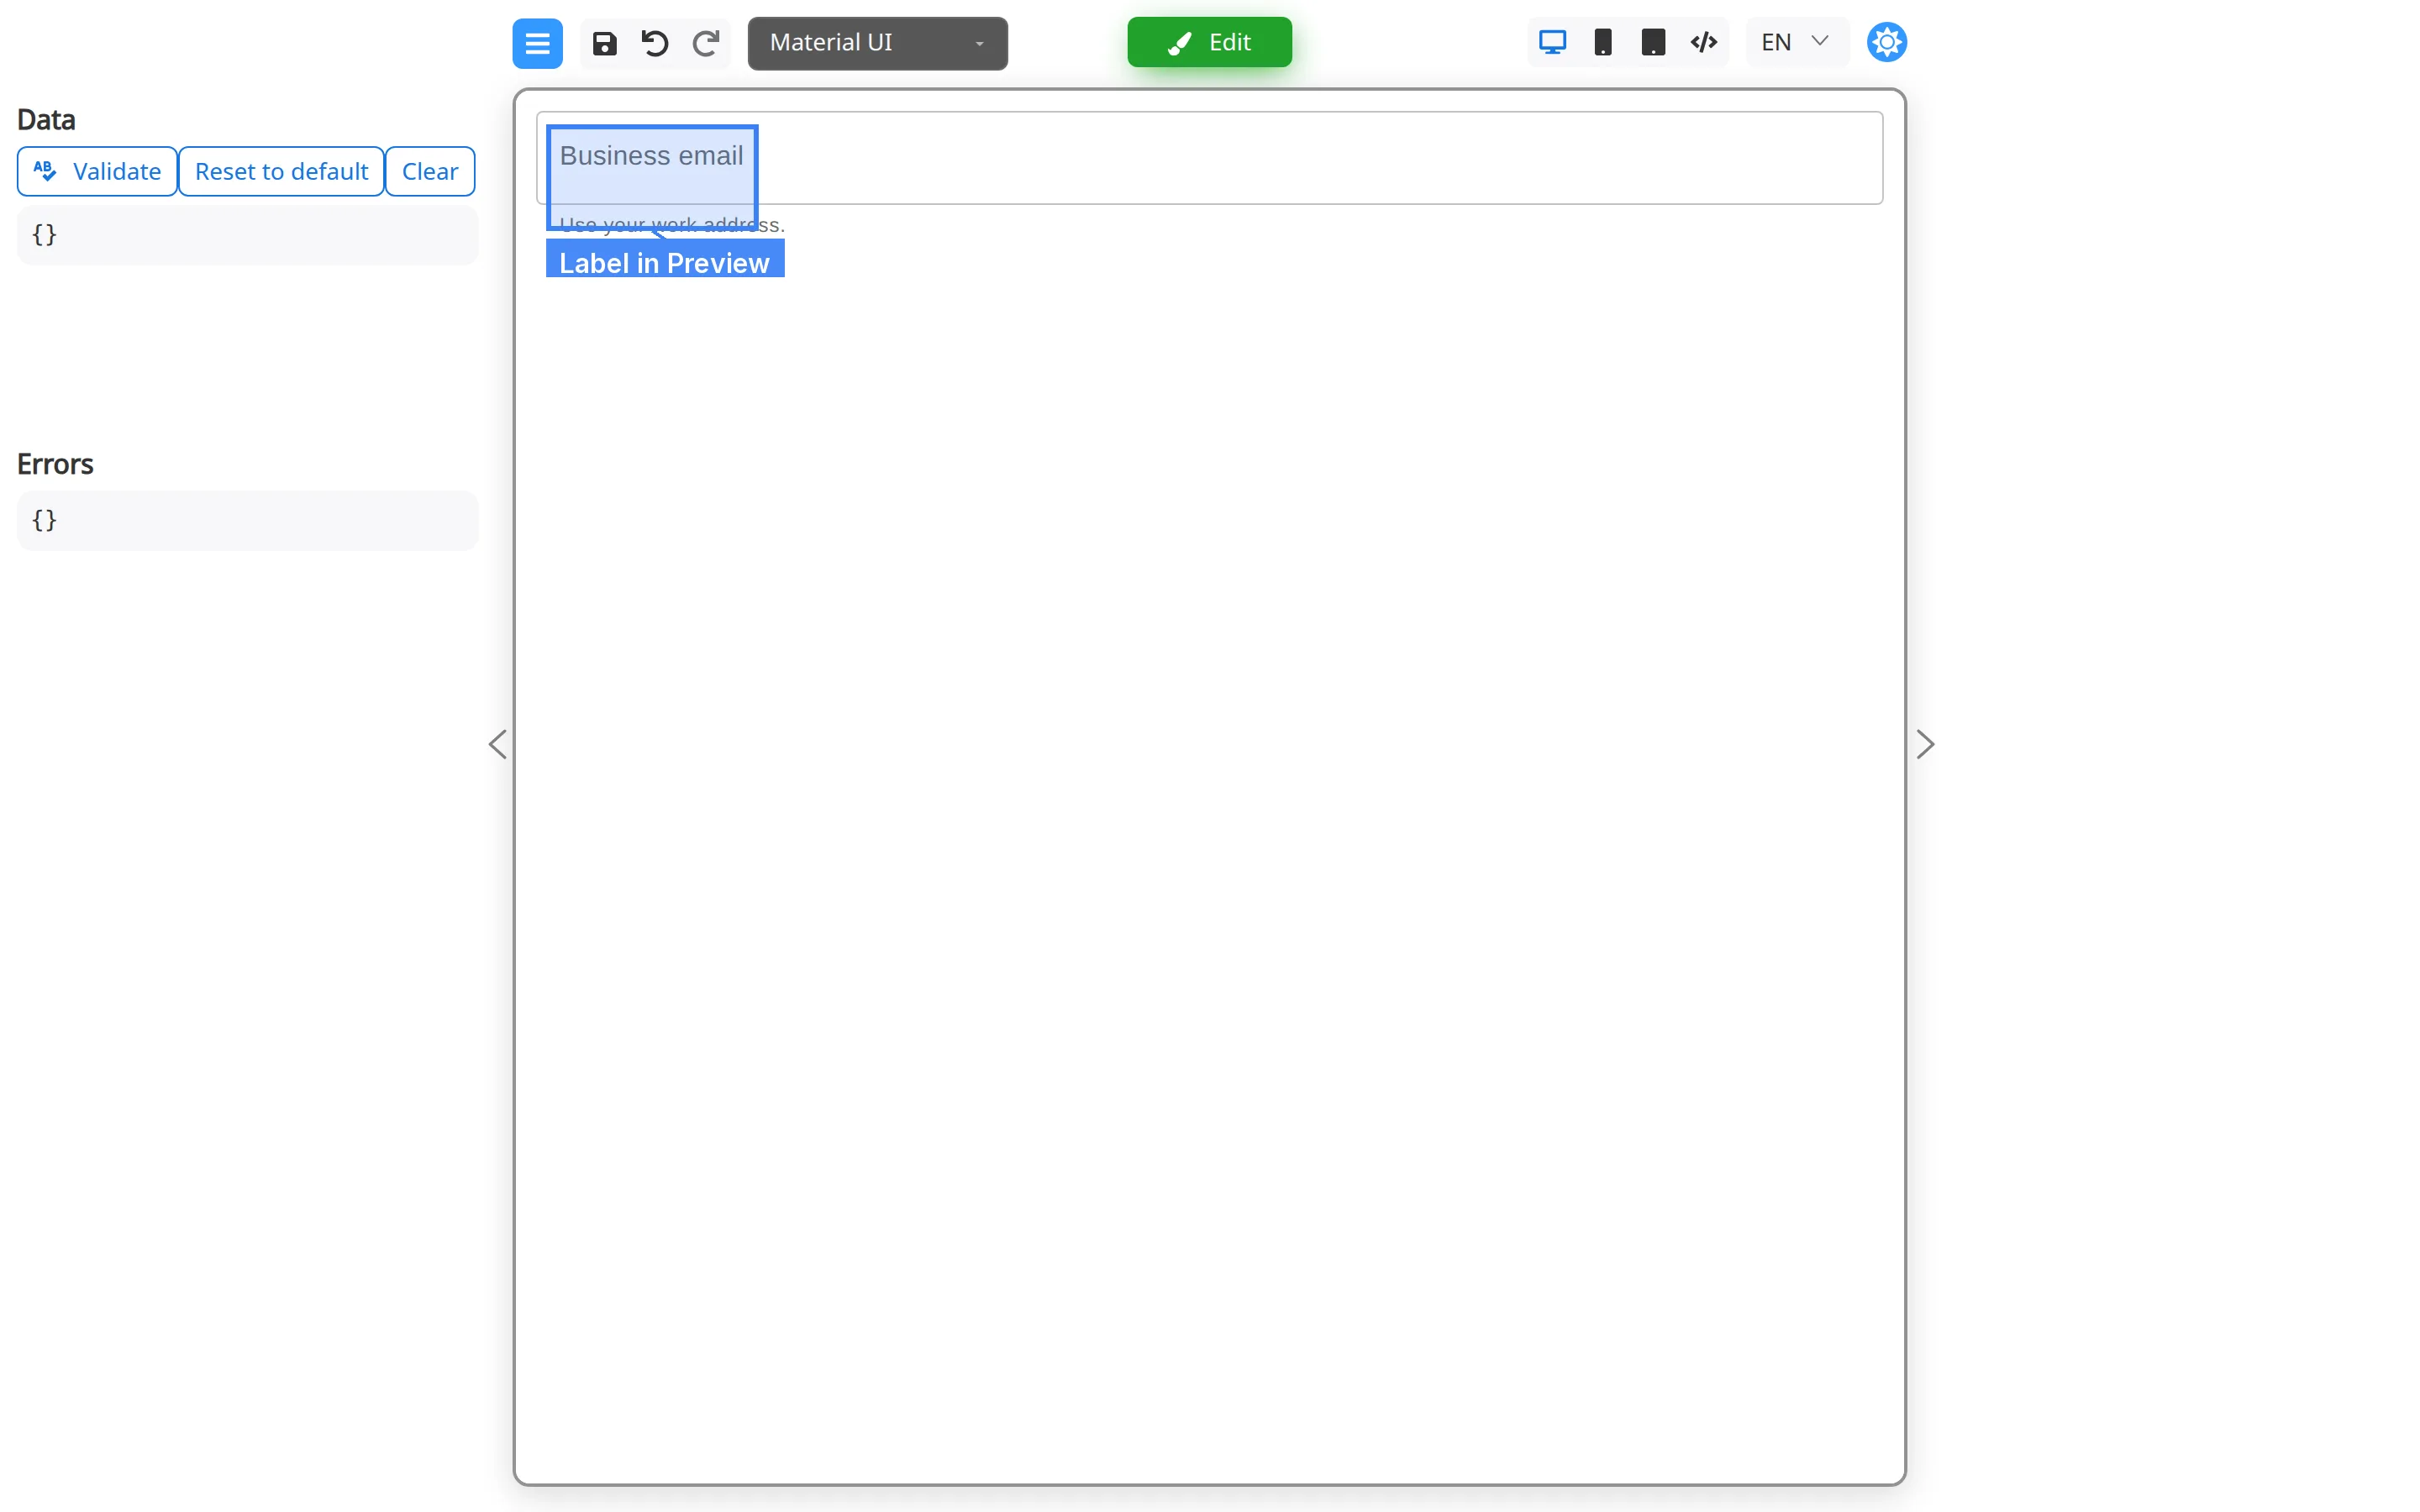 Material UI
Edit
EN
Data
Validate
Reset to default
Clear
{}
Errors
{}
Business email
Use your work address.
Label in Preview